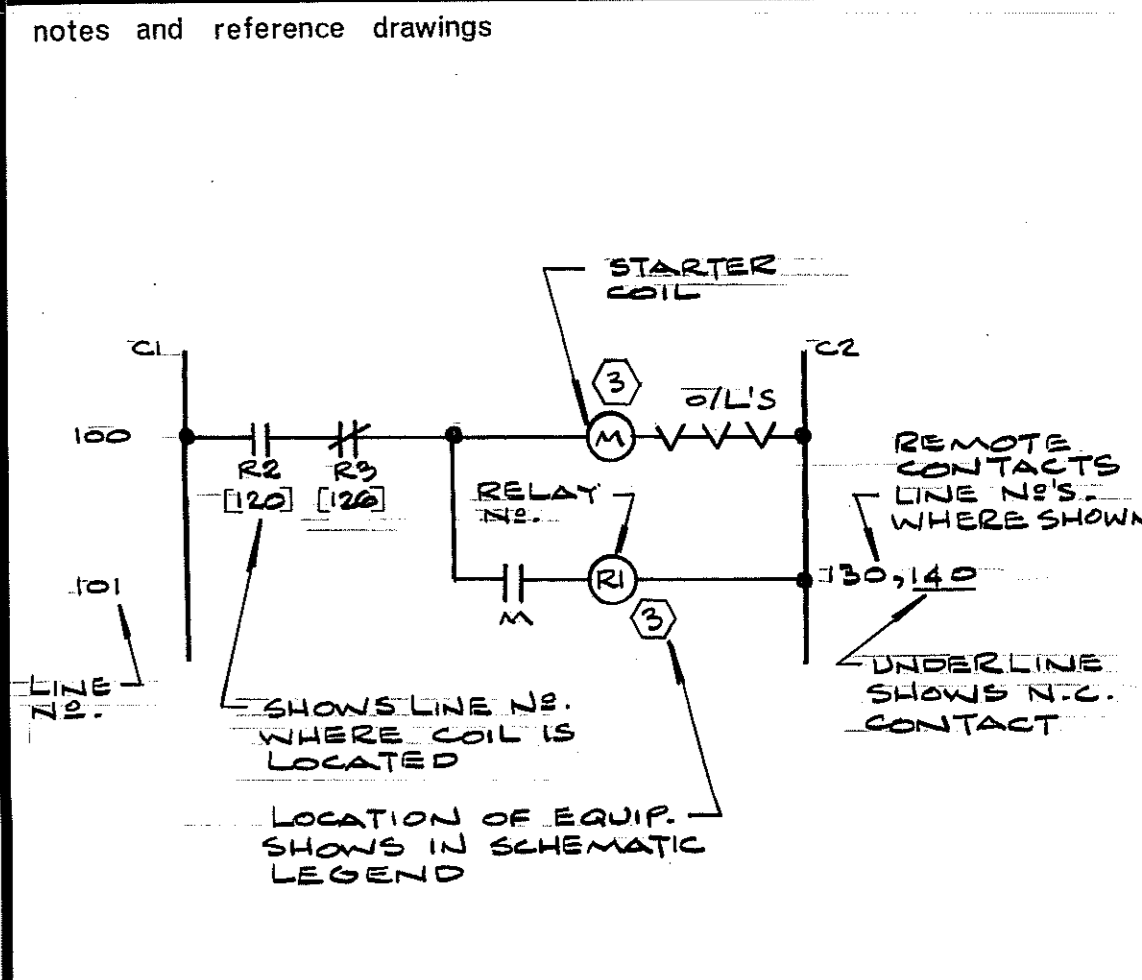 notes and reference drawings
STARTER
COIL
C1
C2
3
O/L'S
100
M
R2
R3
[120]
[126]
RELAY
Nº.
REMOTE
CONTACTS
LINE Nº'S.
WHERE SHOWN
101
M
R1
130, 140
3
LINE
Nº.
SHOWS LINE Nº.
WHERE COIL IS
LOCATED
UNDERLINE
SHOWS N.C.
CONTACT
LOCATION OF EQUIP.
SHOWS IN SCHEMATIC
LEGEND